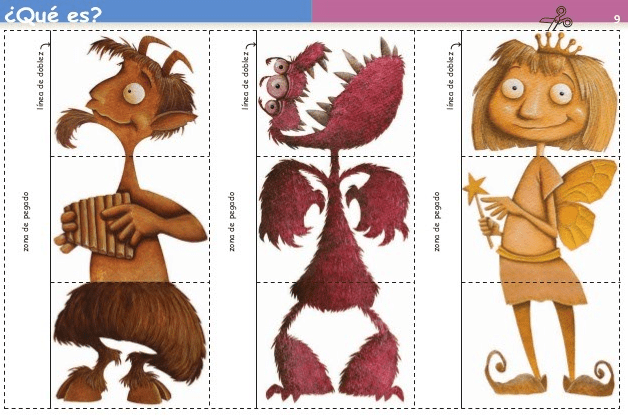 ¿Qué es?
9
línea de doblez
zona de pegado
línea de doblez
zona de pegado
línea de doblez
zona de pegado